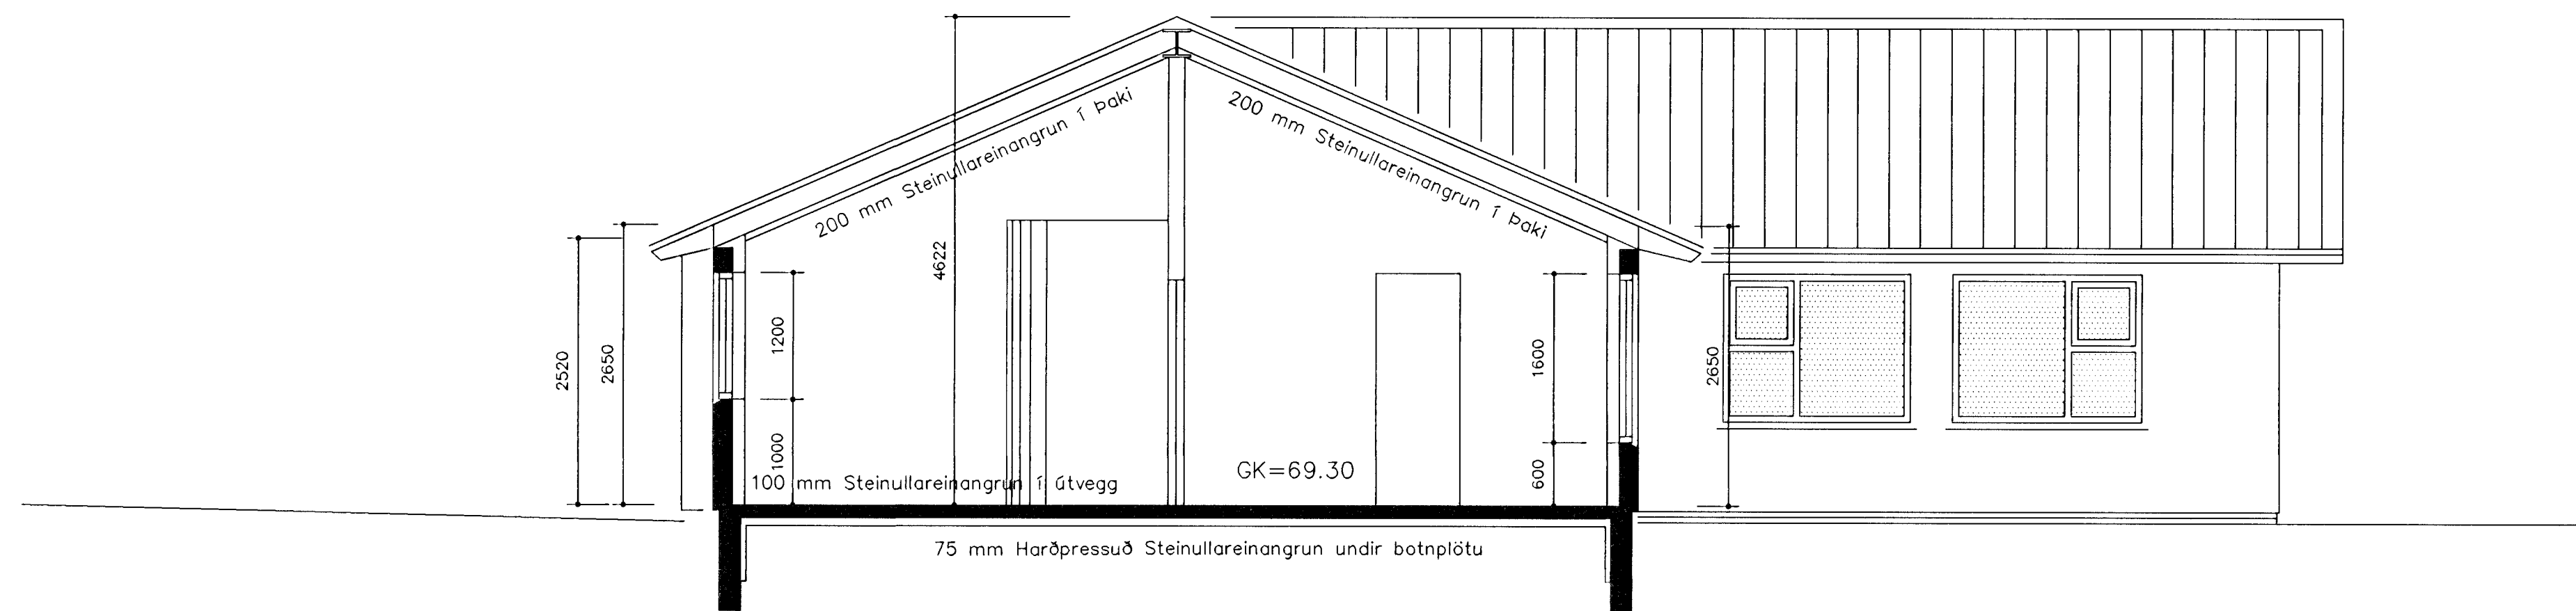 200 mm Steinullareinangrun í Þaki
200 mm Steinullareinangrun í Þaki
4622
2520
2650
1200
1000
1600
600
2650
GK=69.30
100 mm Steinullareinangrun í útvegg
75 mm Harðpressuð Steinullareinangrun undir botnplötu